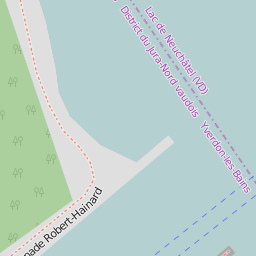 Lac de Neuchâtel (VD)
District du Jura-Nord vaudois
Yverdon-les-Bains
nade Robert-Hainard